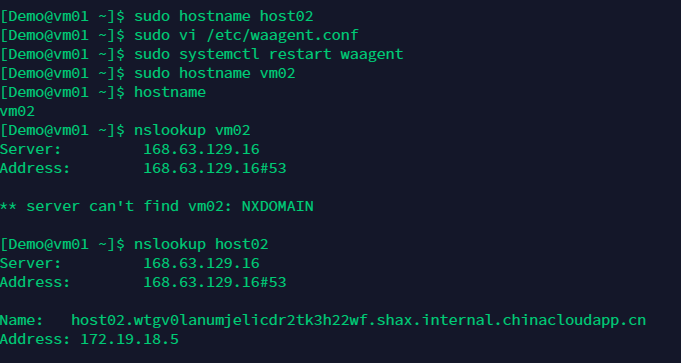 [Demo@vm01 ~]$ sudo hostname host02
[Demo@vm01 ~]$ sudo vi /etc/waagent.conf
[Demo@vm01 ~]$ sudo systemctl restart waagent
[Demo@vm01 ~]$ sudo hostname vm02
[Demo@vm01 ~]$ hostname
vm02
[Demo@vm01 ~]$ nslookup vm02
Server:         168.63.129.16
Address:        168.63.129.16#53
** server can't find vm02: NXDOMAIN
[Demo@vm01 ~]$ nslookup host02
Server:         168.63.129.16
Address:        168.63.129.16#53
Name:   host02.wtgv0lanumjelicdr2tk3h22wf.shax.internal.chinacloudapp.cn
Address: 172.19.18.5